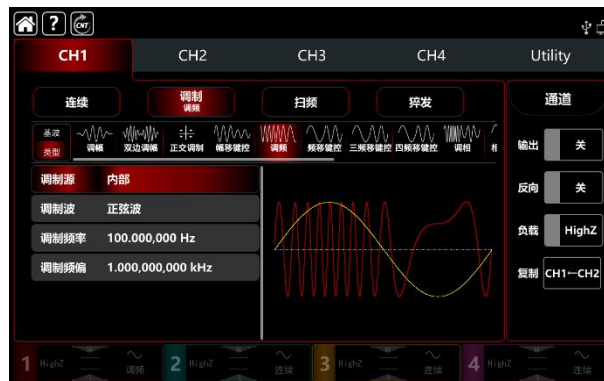 ? CNT
CH1 CH2 CH3 CH4 Utility
连续 调制 调频 扫频 猝发 通道
基波 类型 调幅 双边调幅 正交调制 幅移键控 调频 频移键控 三频移键控 四频移键控 调相
输出 关
调制源 内部
反向 关
调制波 正弦波
负载 HighZ
调制频率 100.000,000 Hz
复制 CH1←CH2
调制频偏 1.000,000,000 kHz
1 HighZ 调频 2 HighZ 连续 3 HighZ 连续 4 HighZ 连续